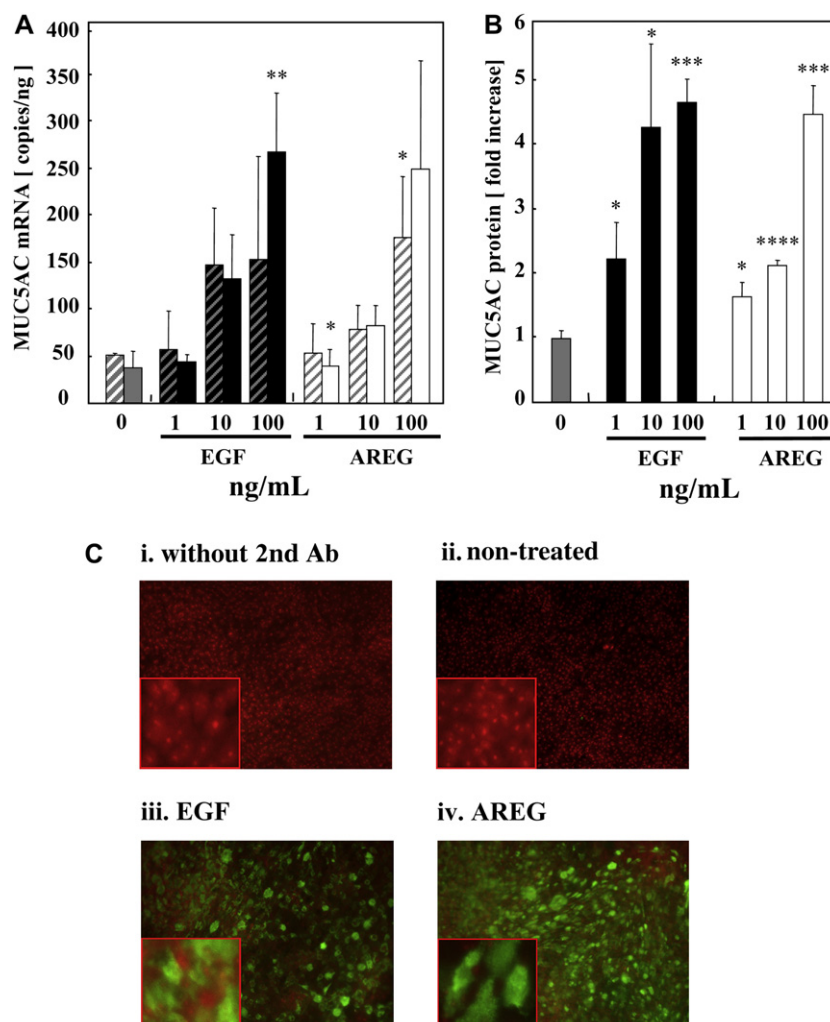 A
MUC5AC mRNA [ copies/ng ]
400
350
300
250
200
150
100
50
0
**
*
*
0 1 10 100 1 10 100
EGF AREG
ng/mL
B
MUC5AC protein [ fold increase]
6
5
4
3
2
1
0
*
*
***
*
****
***
0 1 10 100 1 10 100
EGF AREG
ng/mL
C
i. without 2nd Ab
ii. non-treated
iii. EGF
iv. AREG